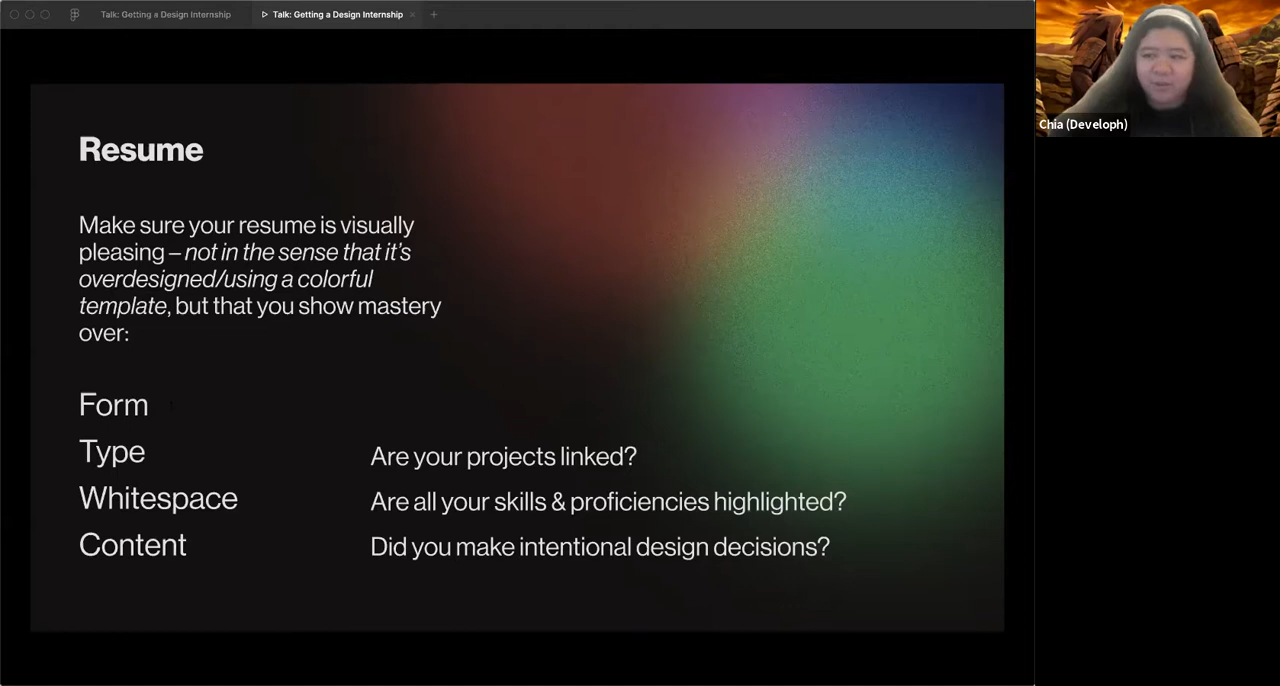 Talk: Getting a Design Internship
Talk: Getting a Design Internship
Chia (Developh)
Resume
Make sure your resume is visually
pleasing – not in the sense that it's
overdesigned/using a colorful
template, but that you show mastery
over:
Form
Type
Whitespace
Content
Are your projects linked?
Are all your skills & proficiencies highlighted?
Did you make intentional design decisions?